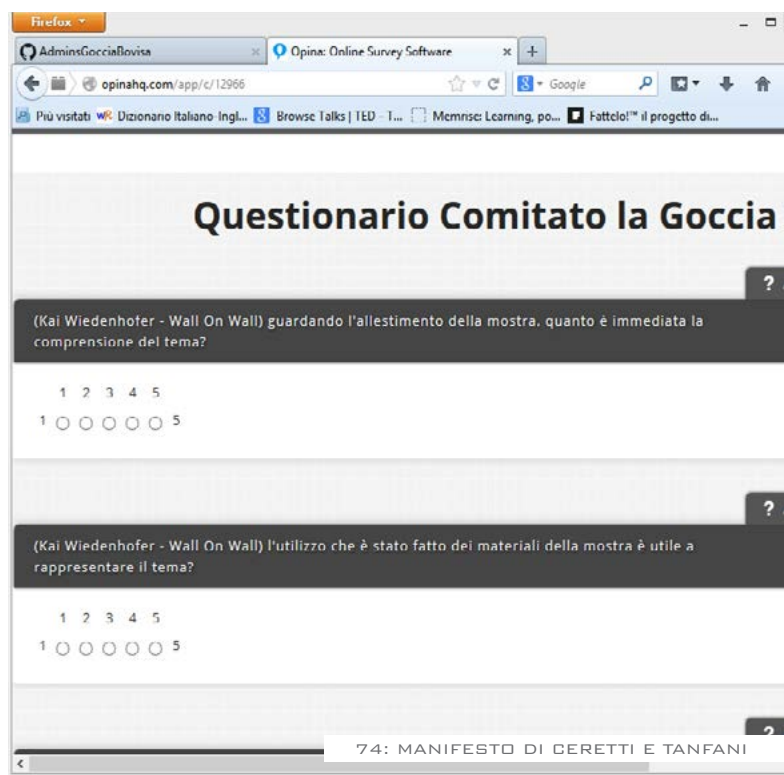 Firefox
AdminsGocciaBovisa
Opina: Online Survey Software
opinahq.com/app/c/12966
Google
Più visitati
WR Dizionario Italiano-Ingl...
Browse Talks | TED - T...
Memrise: Learning, po...
Fattelo!™ il progetto di...
Questionario Comitato la Goccia
?
(Kai Wiedenhofer - Wall On Wall) guardando l'allestimento della mostra, quanto è immediata la
comprensione del tema?
1 2 3 4 5
1 5
?
(Kai Wiedenhofer - Wall On Wall) l'utilizzo che è stato fatto dei materiali della mostra è utile a
rappresentare il tema?
1 2 3 4 5
1 5
?
74: MANIFESTO DI CERETTI E TANFANI